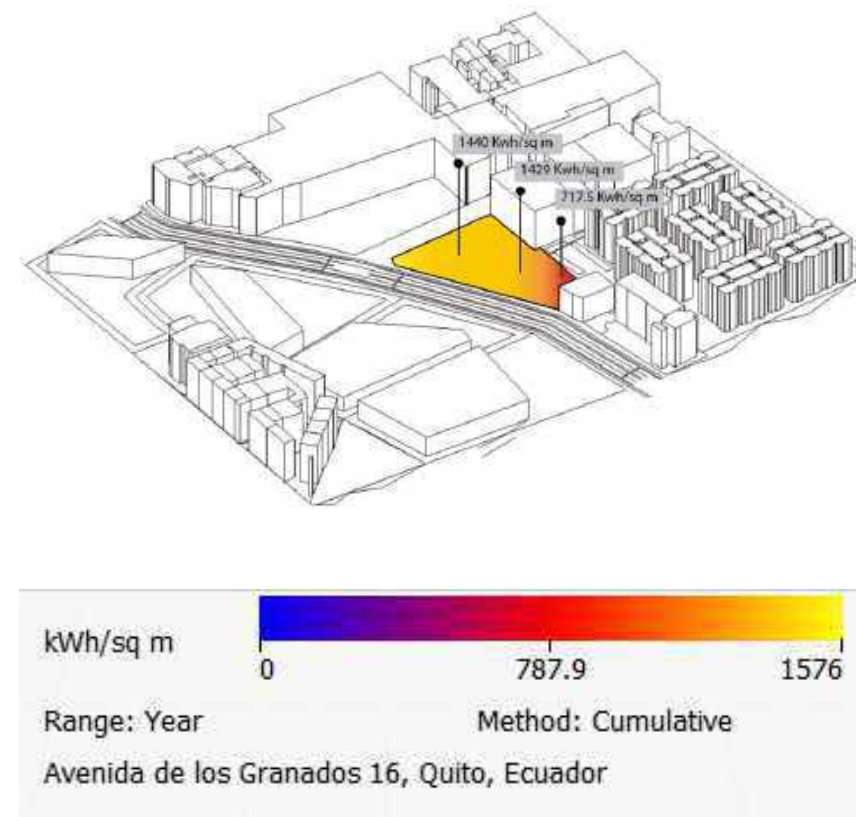 1440 Kwh/sq m
1429 Kwh/sq m
717.5 Kwh/sq m
kWh/sq m
0 787.9 1576
Range: Year Method: Cumulative
Avenida de los Granados 16, Quito, Ecuador